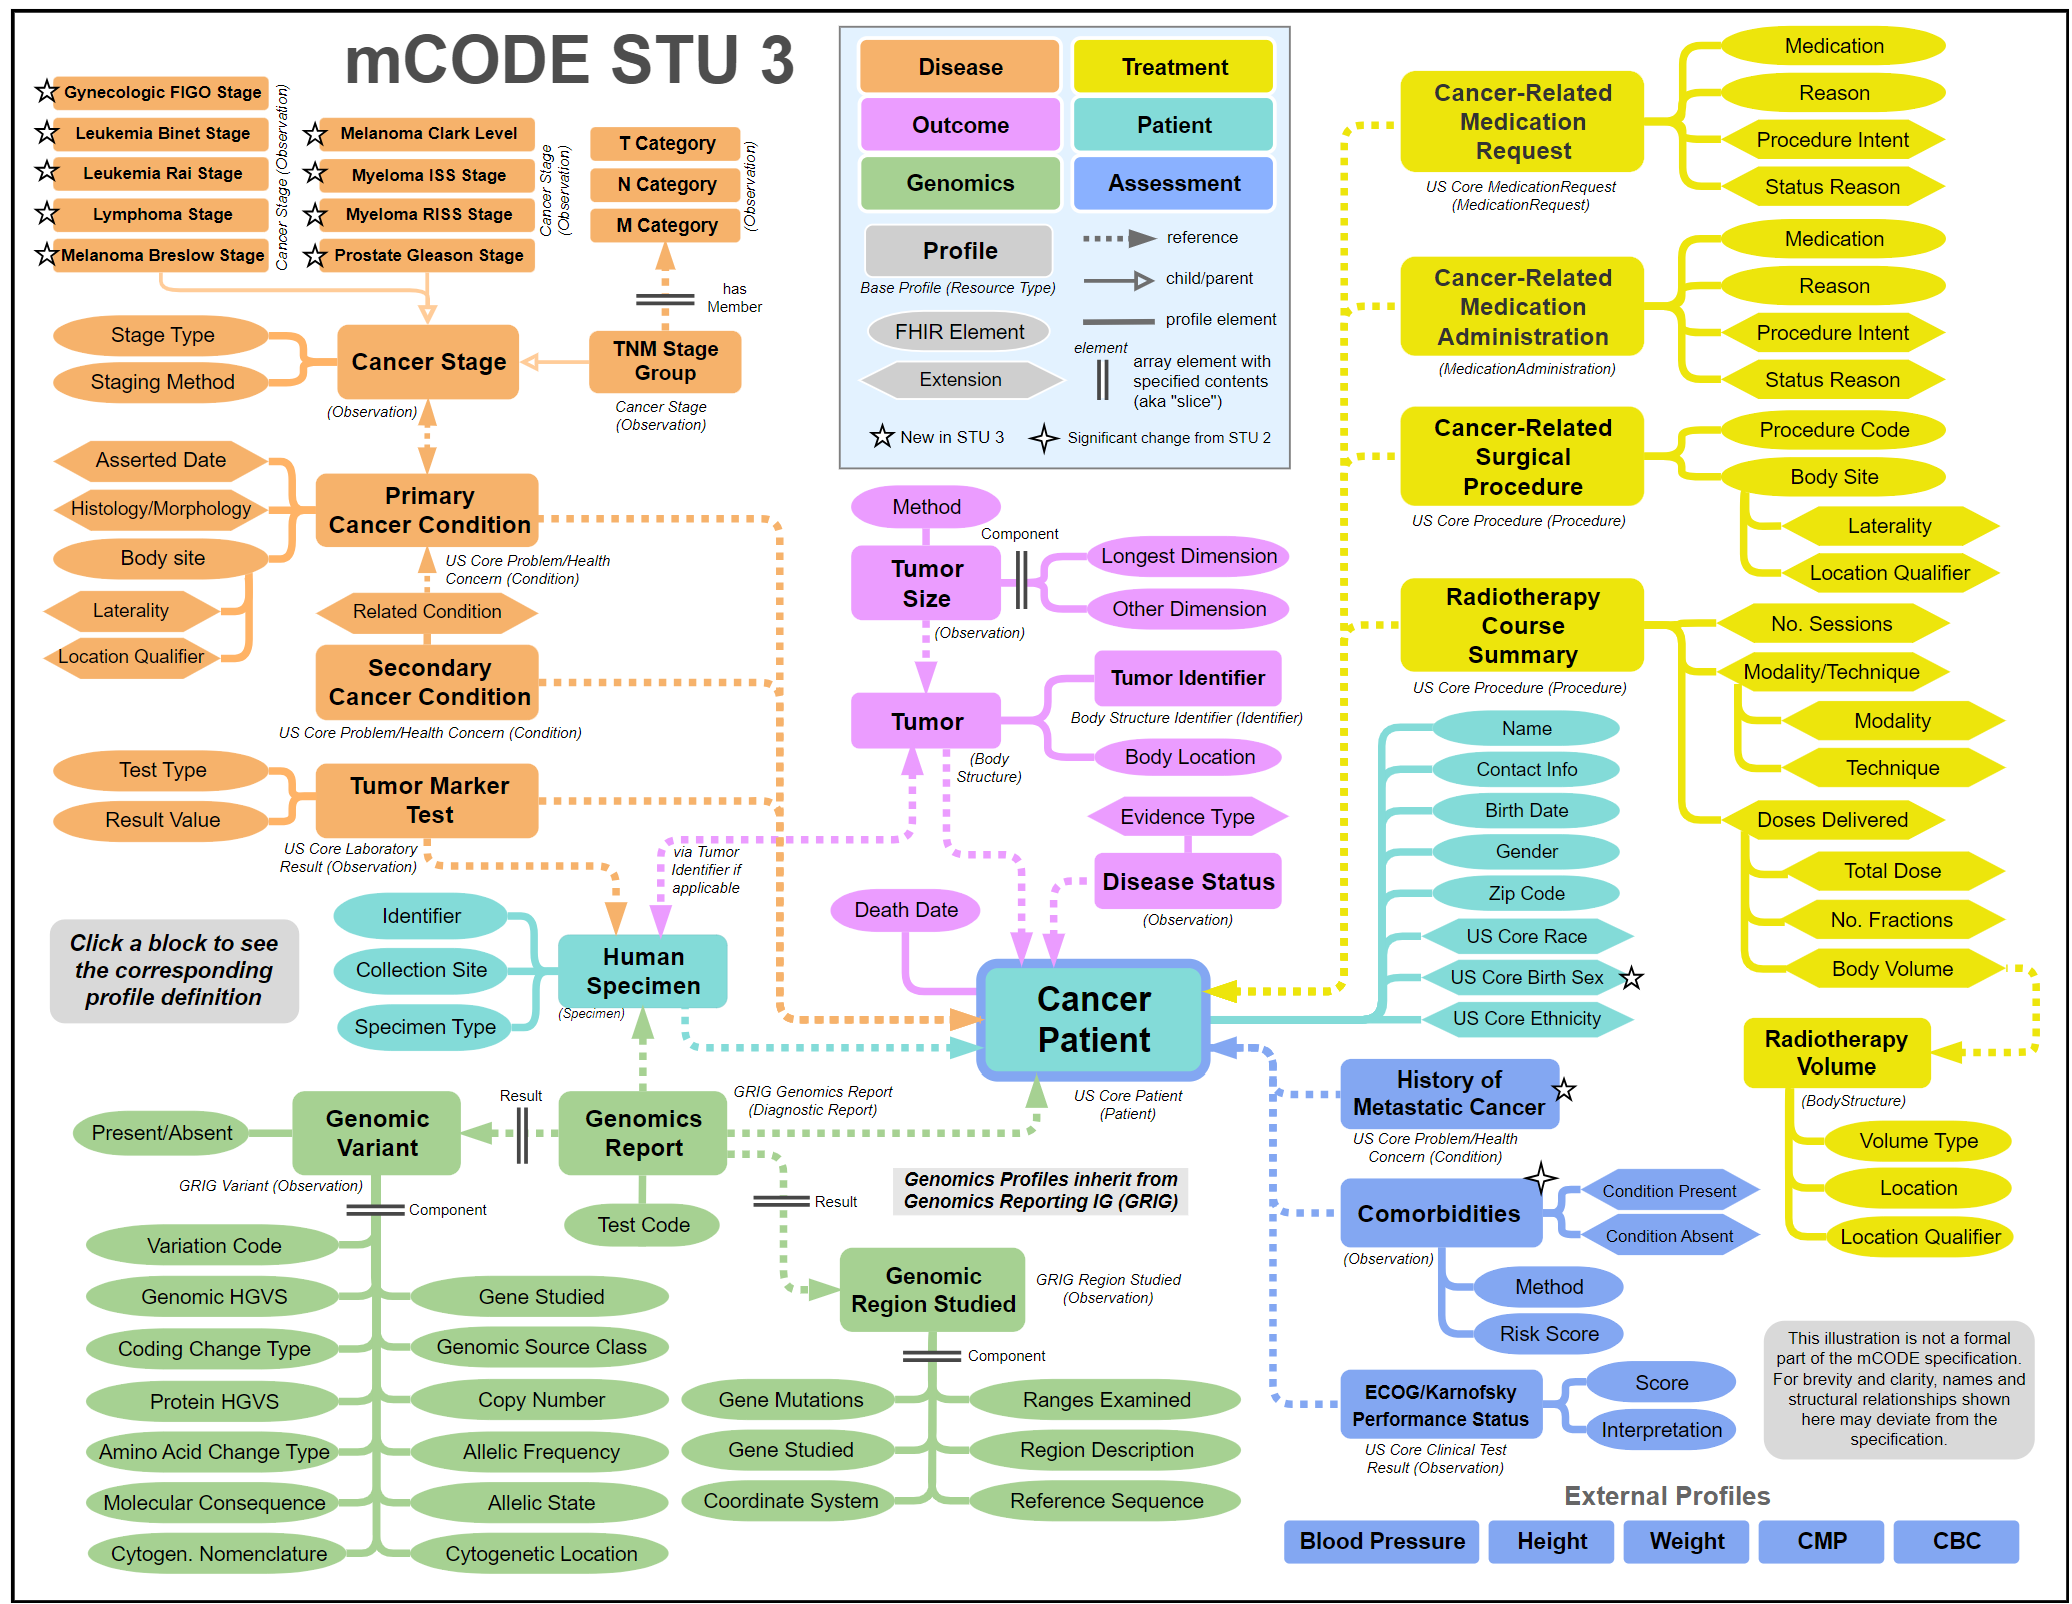 mCODE STU 3
Gynecologic FIGO Stage
Leukemia Binet Stage
Leukemia Rai Stage
Lymphoma Stage
Melanoma Breslow Stage
Cancer Stage (Observation)
Melanoma Clark Level
Myeloma ISS Stage
Myeloma RISS Stage
Prostate Gleason Stage
Cancer Stage
(Observation)
T Category
N Category
M Category
(Observation)
has
Member
Stage Type
Staging Method
Cancer Stage
(Observation)
TNM Stage
Group
Cancer Stage
(Observation)
Asserted Date
Histology/Morphology
Body site
Laterality
Location Qualifier
Primary
Cancer Condition
US Core Problem/Health
Concern (Condition)
Related Condition
Secondary
Cancer Condition
US Core Problem/Health Concern (Condition)
Test Type
Result Value
Tumor Marker
Test
US Core Laboratory
Result (Observation)
Disease
Treatment
Outcome
Patient
Genomics
Assessment
Profile
Base Profile (Resource Type)
FHIR Element
Extension
reference
child/parent
profile element
element
array element with
specified contents
(aka "slice")
New in STU 3
Significant change from STU 2
Method
Tumor
Size
(Observation)
Component
Longest Dimension
Other Dimension
Tumor
(Body
Structure)
Tumor Identifier
Body Structure Identifier (Identifier)
Body Location
Evidence Type
Disease Status
(Observation)
via Tumor
Identifier if
applicable
Death Date
Cancer
Patient
US Core Patient
(Patient)
Click a block to see
the corresponding
profile definition
Identifier
Collection Site
Specimen Type
Human
Specimen
(Specimen)
Cancer-Related
Medication
Request
US Core MedicationRequest
(MedicationRequest)
Medication
Reason
Procedure Intent
Status Reason
Cancer-Related
Medication
Administration
(MedicationAdministration)
Medication
Reason
Procedure Intent
Status Reason
Cancer-Related
Surgical
Procedure
US Core Procedure (Procedure)
Procedure Code
Body Site
Laterality
Location Qualifier
Radiotherapy
Course
Summary
US Core Procedure (Procedure)
No. Sessions
Modality/Technique
Modality
Technique
Doses Delivered
Total Dose
No. Fractions
Body Volume
Radiotherapy
Volume
(BodyStructure)
Volume Type
Location
Location Qualifier
Name
Contact Info
Birth Date
Gender
Zip Code
US Core Race
US Core Birth Sex
US Core Ethnicity
Present/Absent
Genomic
Variant
GRIG Variant (Observation)
Result
Genomics
Report
GRIG Genomics Report
(Diagnostic Report)
Test Code
Result
Genomics Profiles inherit from
Genomics Reporting IG (GRIG)
Component
Variation Code
Genomic HGVS
Coding Change Type
Protein HGVS
Amino Acid Change Type
Molecular Consequence
Cytogen. Nomenclature
Gene Studied
Genomic Source Class
Copy Number
Allelic Frequency
Allelic State
Cytogenetic Location
Genomic
Region Studied
GRIG Region Studied
(Observation)
Component
Gene Mutations
Gene Studied
Coordinate System
Ranges Examined
Region Description
Reference Sequence
History of
Metastatic Cancer
US Core Problem/Health
Concern (Condition)
Comorbidities
(Observation)
Condition Present
Condition Absent
Method
Risk Score
ECOG/Karnofsky
Performance Status
US Core Clinical Test
Result (Observation)
Score
Interpretation
This illustration is not a formal
part of the mCODE specification.
For brevity and clarity, names and
structural relationships shown
here may deviate from the
specification.
External Profiles
Blood Pressure
Height
Weight
CMP
CBC